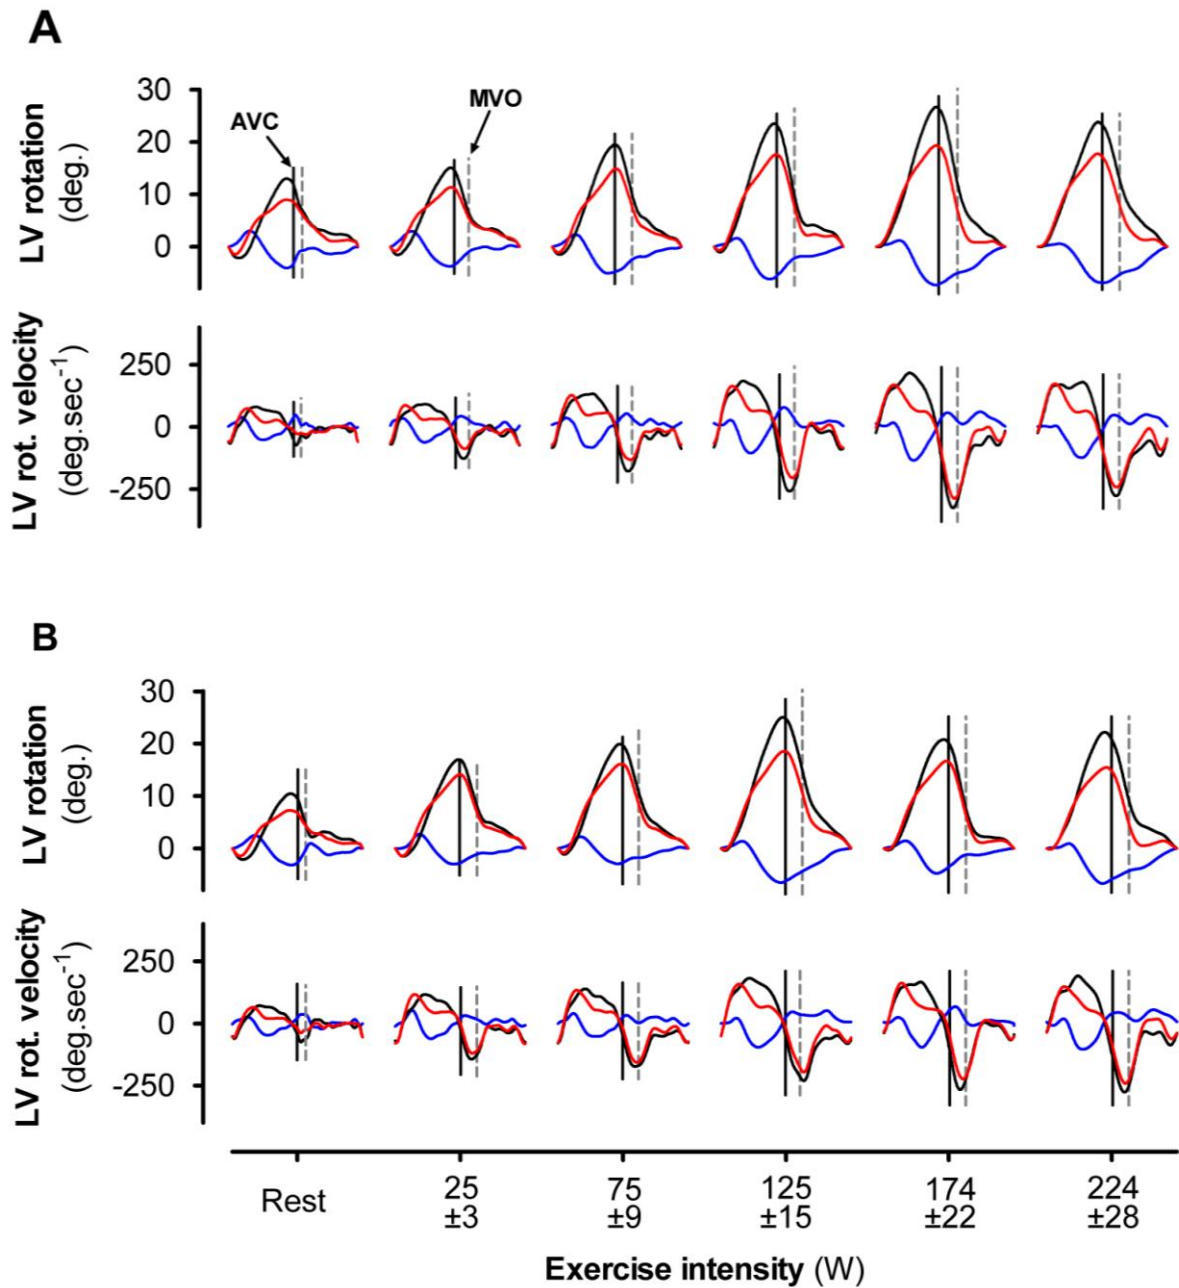 A
30
20
10
0
LV rotation
(deg.)
AVC
MVO
250
0
-250
LV rot. velocity
(deg.sec⁻¹)
B
30
20
10
0
LV rotation
(deg.)
250
0
-250
LV rot. velocity
(deg.sec⁻¹)
Rest 25 75 125 174 224
±3 ±9 ±15 ±22 ±28
Exercise intensity (W)